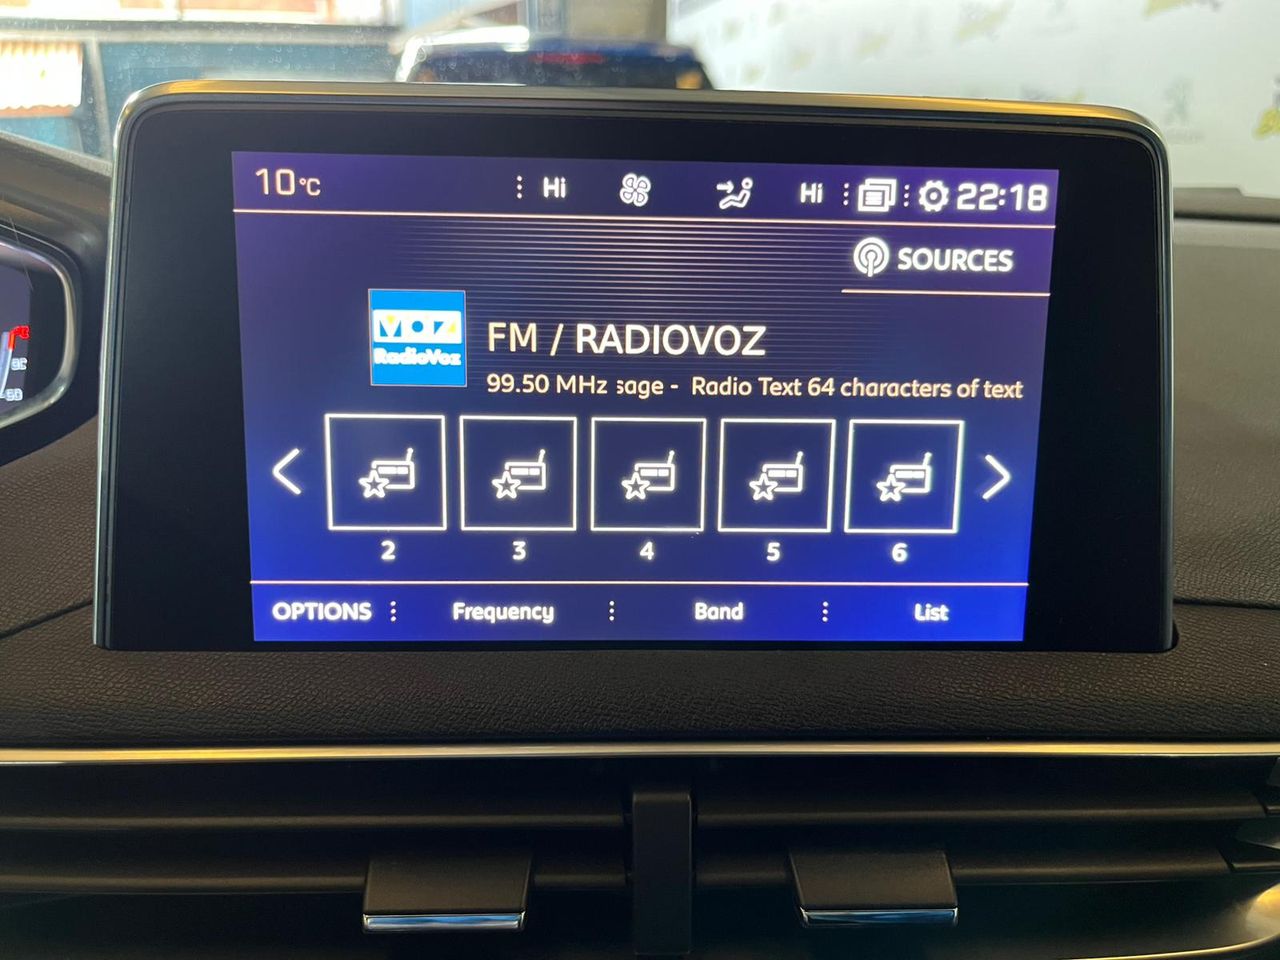 10°C Hi Hi 22:18
SOURCES
VOZ
RadioVoz
FM / RADIOVOZ
99.50 MHz sage - Radio Text 64 characters of text
2 3 4 5 6
OPTIONS Frequency Band List